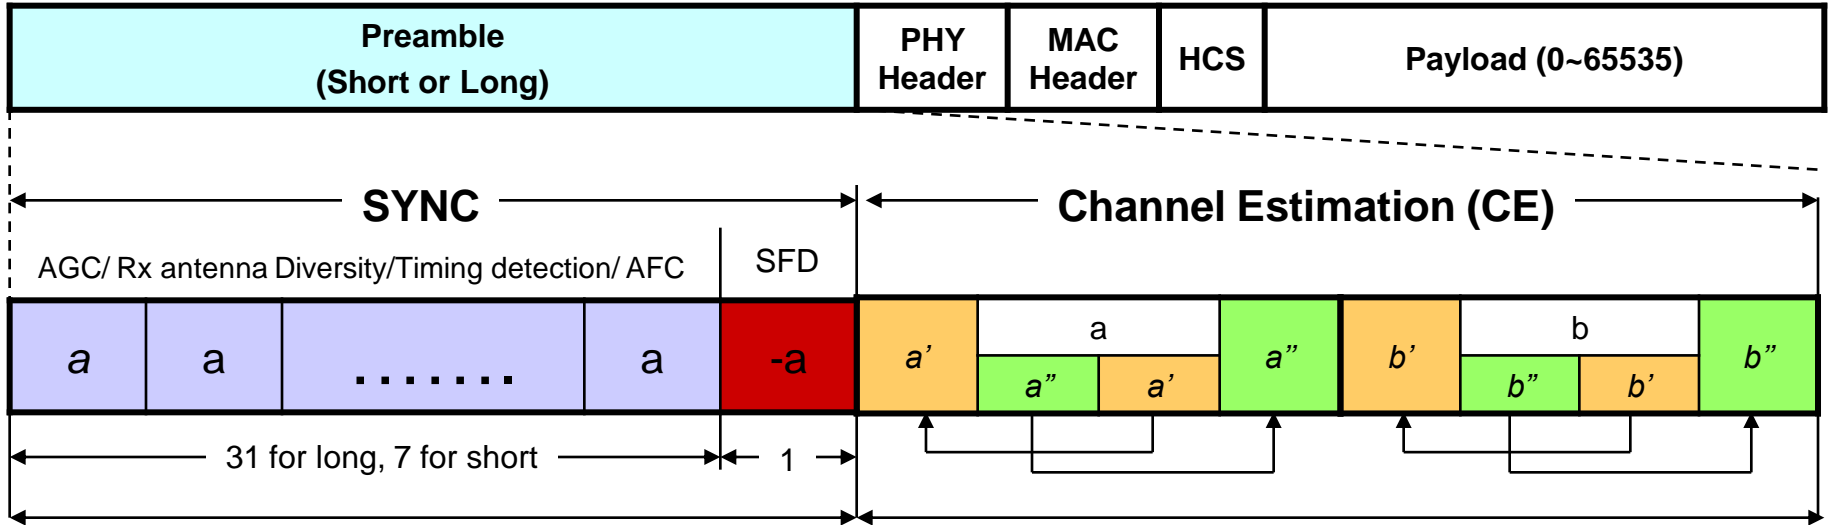 Preamble
(Short or Long)
PHY
Header
MAC
Header
HCS
Payload (0~65535)
SYNC
Channel Estimation (CE)
AGC/ Rx antenna Diversity/Timing detection/ AFC
SFD
a
a
.......
a
-a
a’
a
a”
a’
a”
b’
b
b”
b’
b”
31 for long, 7 for short
1